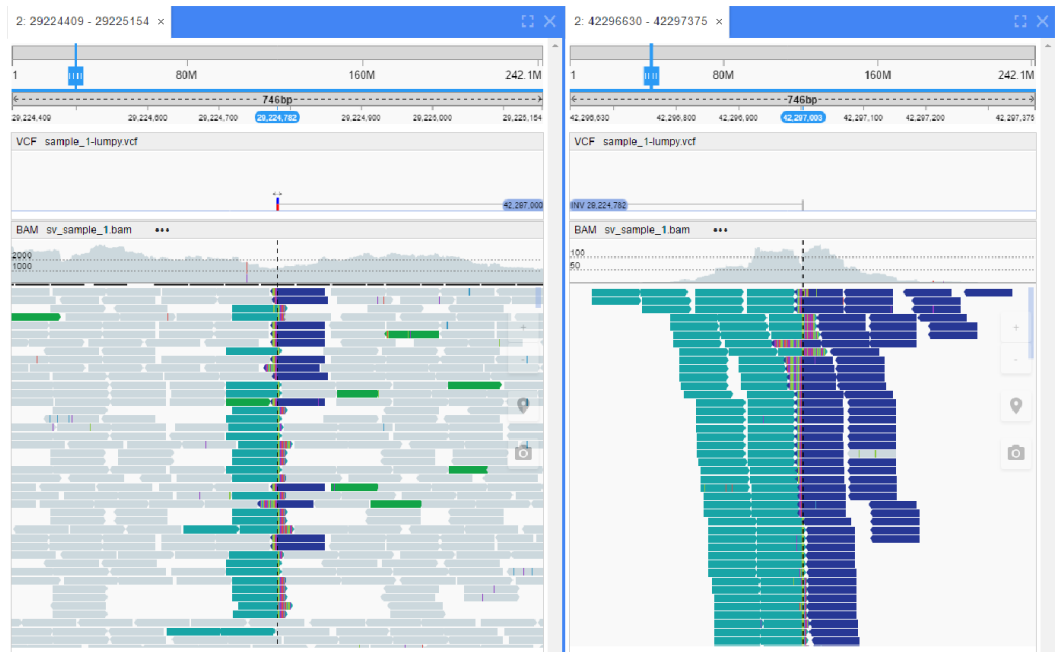 2: 29224409 - 29225154 ×
1 80M 160M 242.1M
746bp
29,224,409 29,224,600 29,224,700 29,224,782 29,224,900 29,225,000 29,225,154
VCF sample_1-lumpy.vcf
42,297,000
BAM sv_sample_1.bam •••
2000
1000
2: 42296630 - 42297375 ×
1 80M 160M 242.1M
746bp
42,296,630 42,296,800 42,296,900 42,297,003 42,297,100 42,297,200 42,297,375
VCF sample_1-lumpy.vcf
INV 29,224,782
BAM sv_sample_1.bam •••
100
50